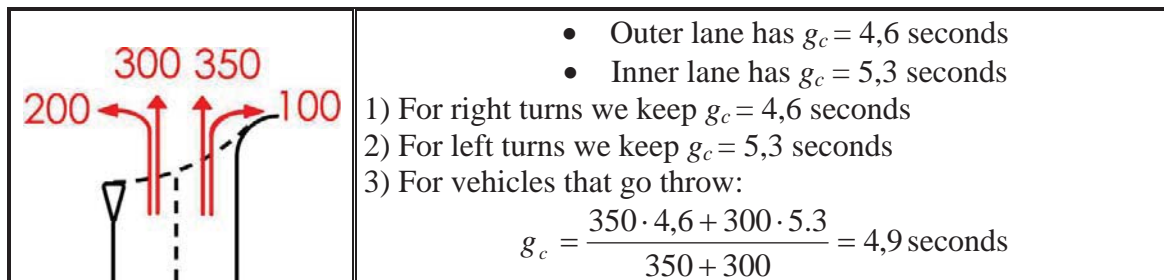 300 350
200 100
• Outer lane has g_c = 4,6 seconds
• Inner lane has g_c = 5,3 seconds
1) For right turns we keep g_c = 4,6 seconds
2) For left turns we keep g_c = 5,3 seconds
3) For vehicles that go throw:
g_c = \frac{350 · 4,6 + 300 · 5.3}{350 + 300} = 4,9 seconds